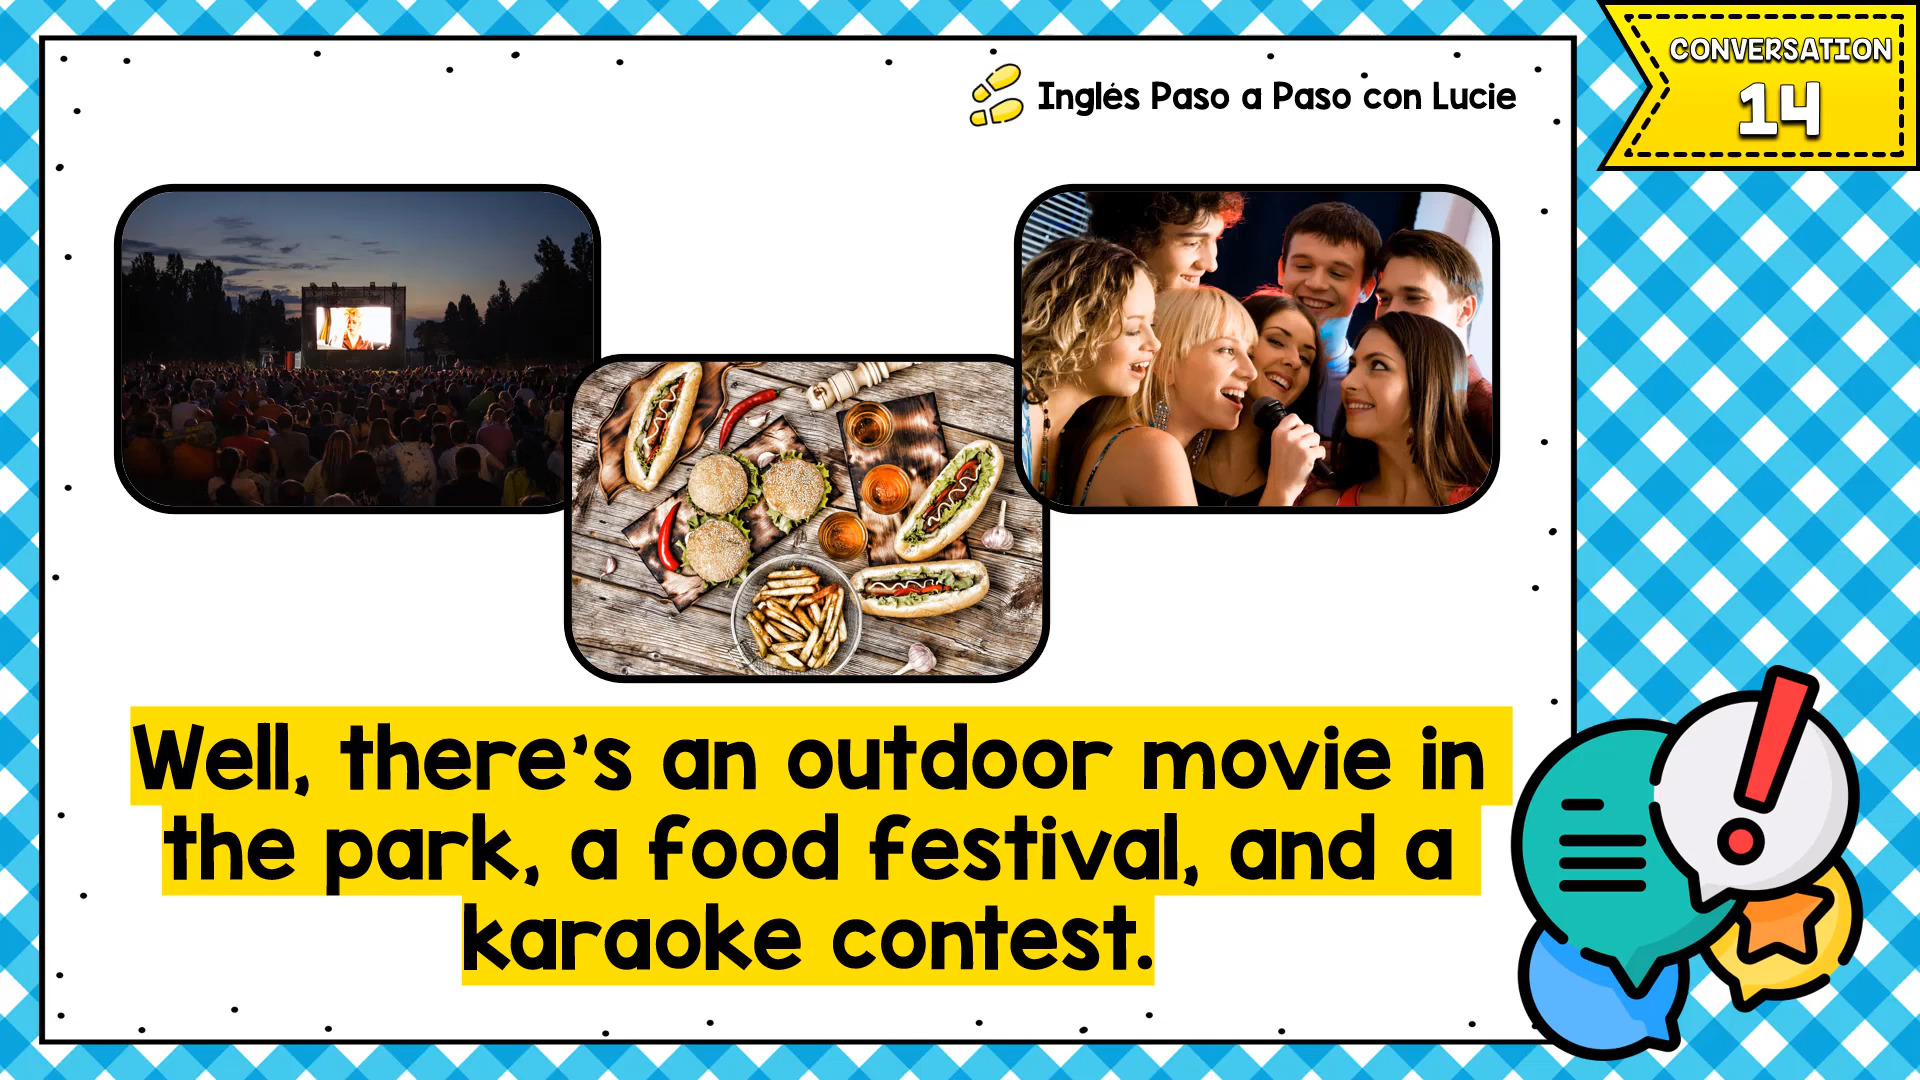 CONVERSATION
14
Inglés Paso a Paso con Lucie
Well, there's an outdoor movie in
the park, a food festival, and a
karaoke contest.